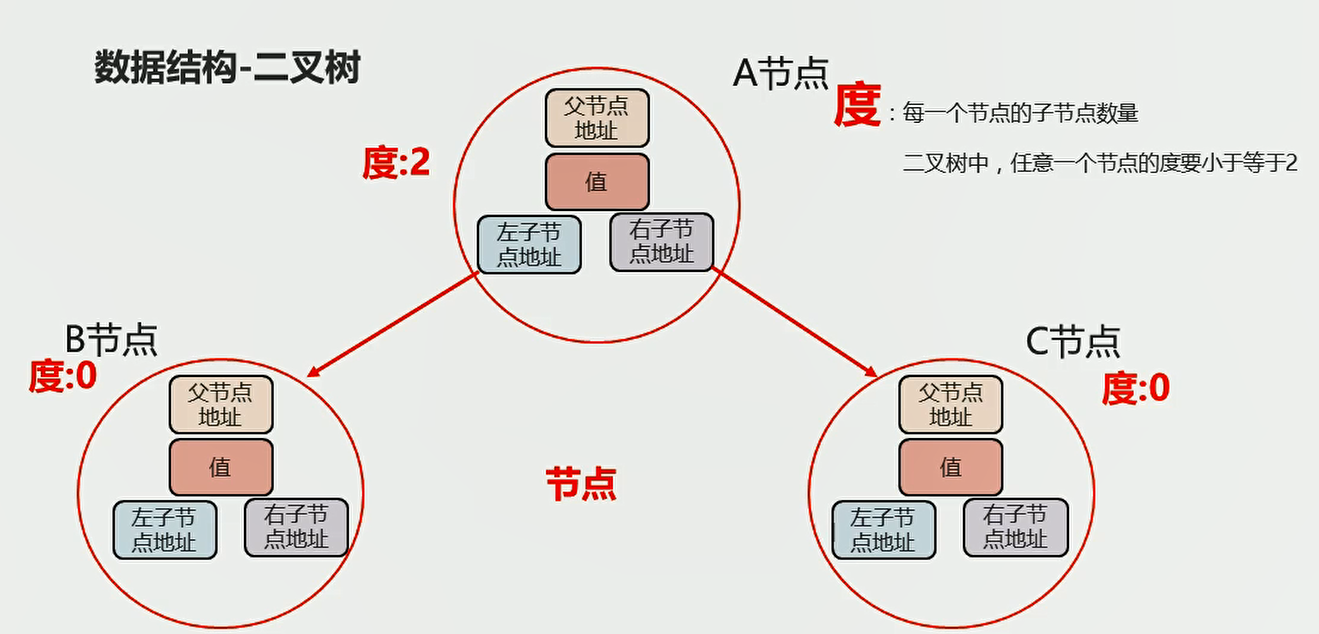 数据结构-二叉树
A节点
度：每一个节点的子节点数量
二叉树中，任意一个节点的度要小于等于2
度:2
父节点
地址
值
左子节
点地址
右子节
点地址
B节点
度:0
父节点
地址
值
左子节
点地址
右子节
点地址
节点
C节点
度:0
父节点
地址
值
左子节
点地址
右子节
点地址